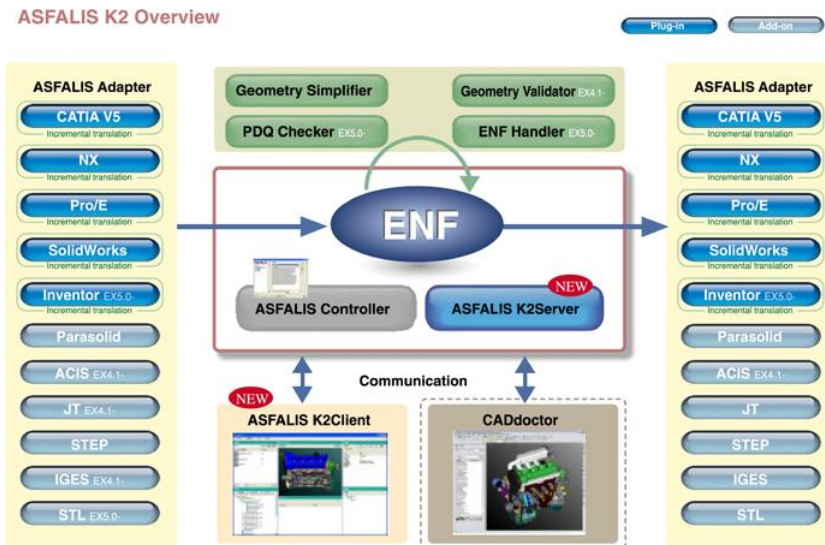 ASFALIS K2 Overview
Plug-in
Add-on
ASFALIS Adapter
CATIA V5
Incremental translation
NX
Incremental translation
Pro/E
Incremental translation
SolidWorks
Incremental translation
Inventor EX5.0-
Incremental translation
Parasolid
ACIS EX4.1-
JT EX4.1-
STEP
IGES EX4.1-
STL EX5.0-
Geometry Simplifier
Geometry Validator EX4.1-
PDQ Checker EX5.0-
ENF Handler EX5.0-
ENF
ASFALIS Controller
NEW
ASFALIS K2Server
Communication
NEW
ASFALIS K2Client
CADdoctor
ASFALIS Adapter
CATIA V5
Incremental translation
NX
Incremental translation
Pro/E
Incremental translation
SolidWorks
Incremental translation
Inventor EX5.0-
Incremental translation
Parasolid
ACIS EX4.1-
JT
STEP
IGES
STL